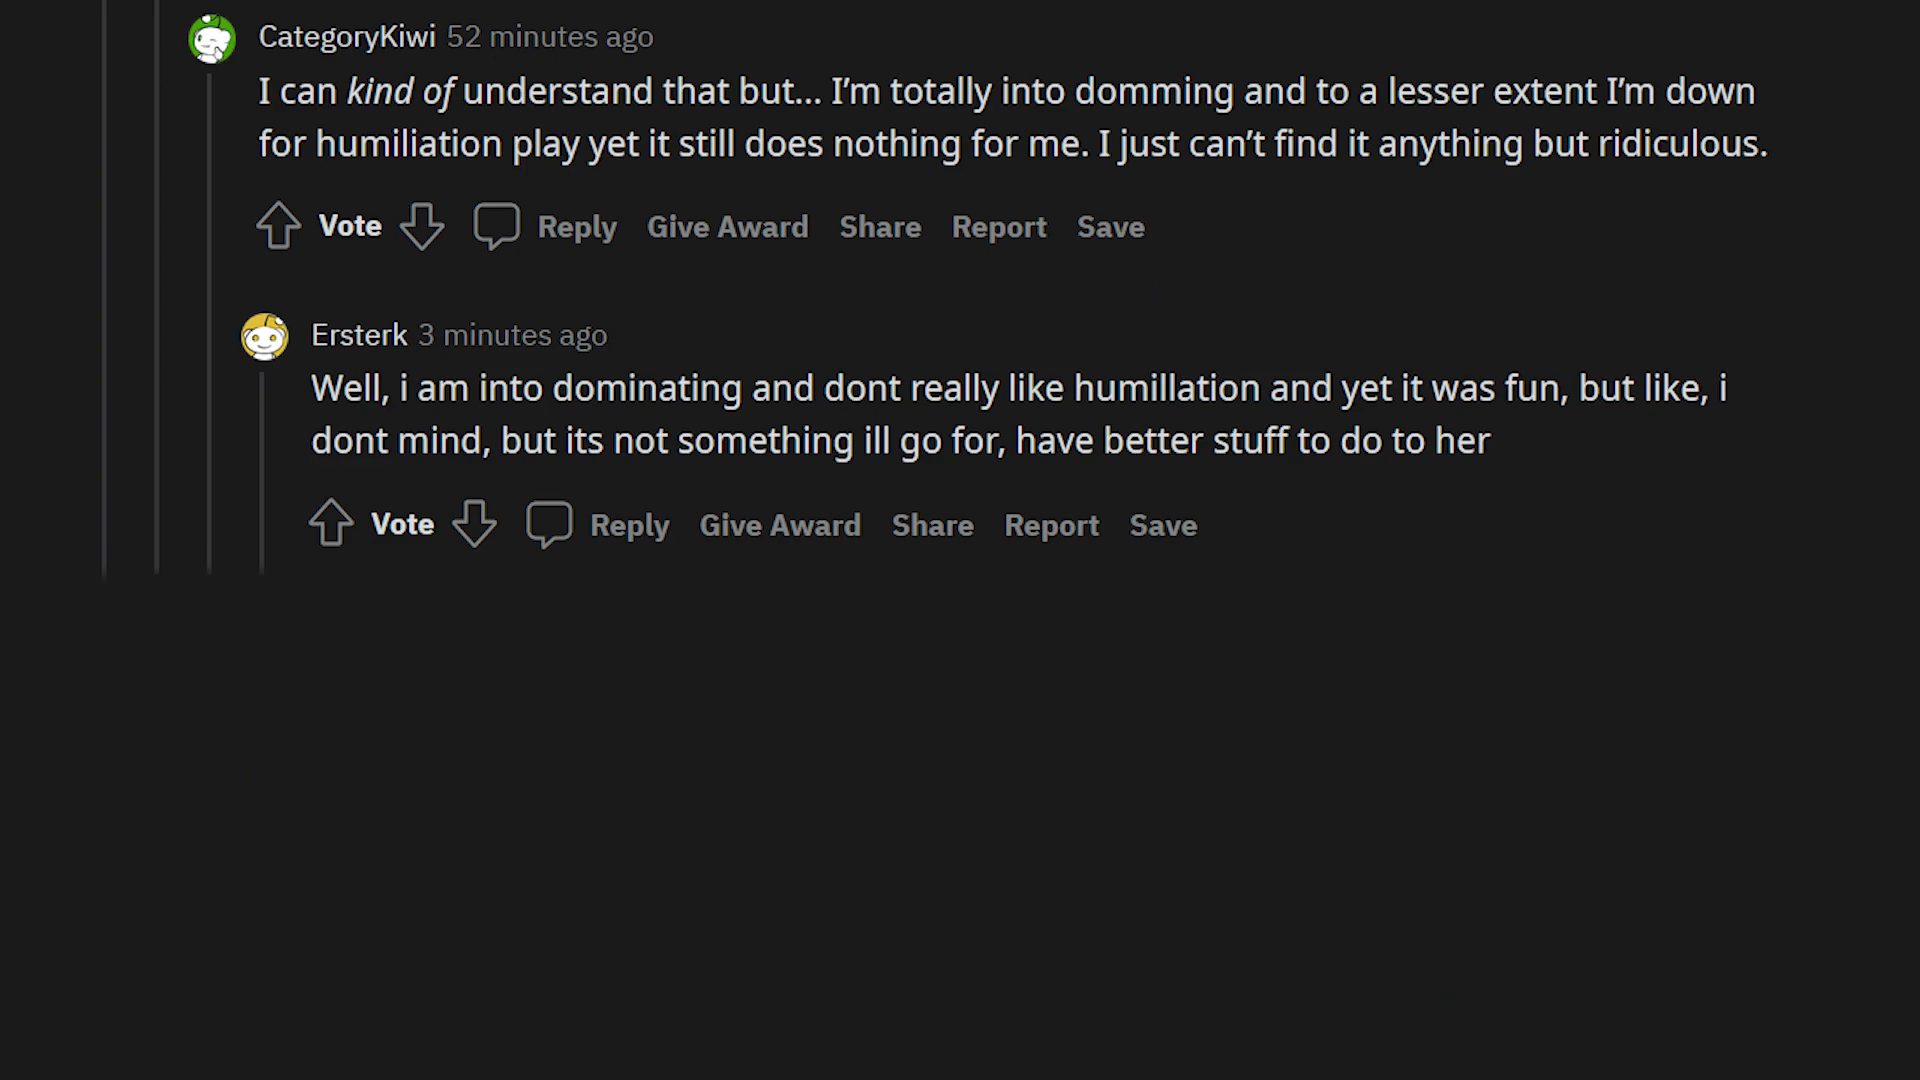 CategoryKiwi 52 minutes ago
I can kind of understand that but... I'm totally into domming and to a lesser extent I'm down
for humiliation play yet it still does nothing for me. I just can't find it anything but ridiculous.
Vote Reply Give Award Share Report Save
Ersterk 3 minutes ago
Well, i am into dominating and dont really like humillation and yet it was fun, but like, i
dont mind, but its not something ill go for, have better stuff to do to her
Vote Reply Give Award Share Report Save